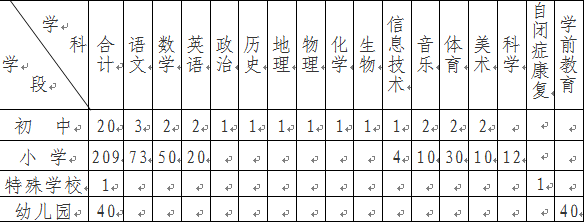 学科 学段 合计 语文 数学 英语 政治 历史 地理 物理 化学 生物 信息技术 音乐 体育 美术 科学 自闭症康复 学前教育
初 中 20 3 2 2 1 1 1 1 1 1 1 2 2 2
小 学 209 73 50 20 4 10 30 10 12
特殊学校 1 1
幼儿园 40 40